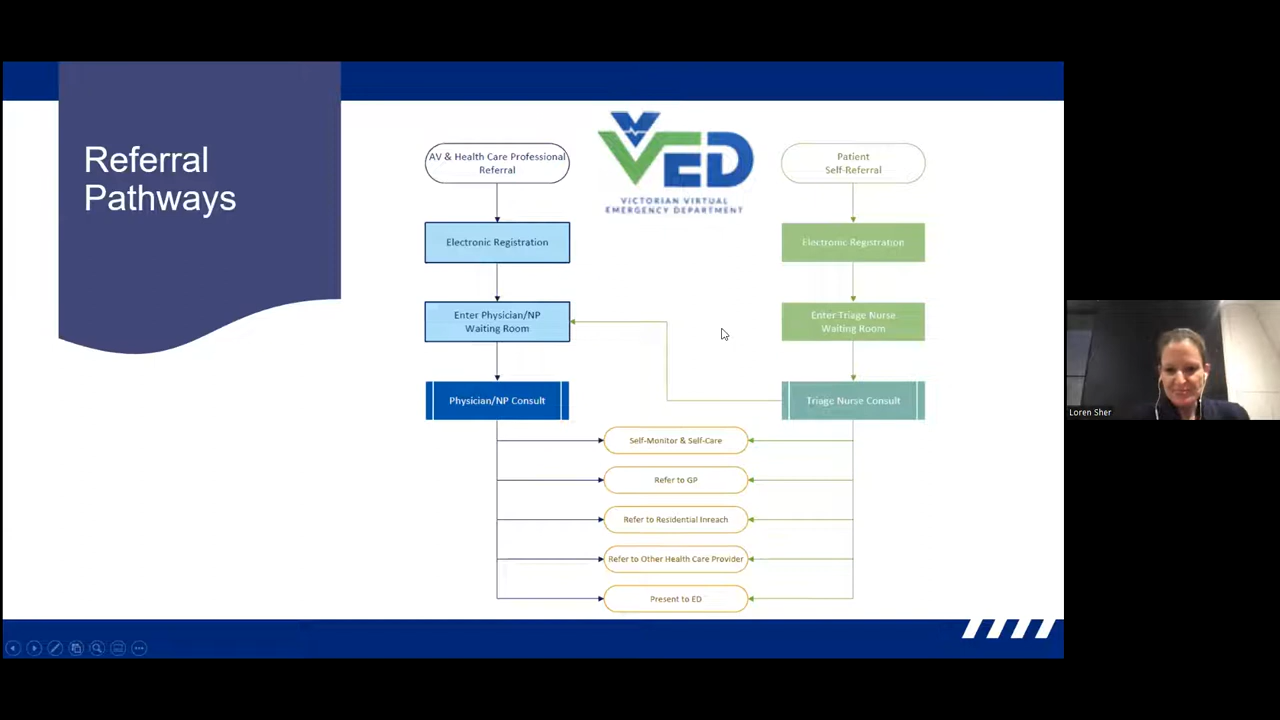 Referral
Pathways
VED
VICTORIAN VIRTUAL
EMERGENCY DEPARTMENT
AV & Health Care Professional
Referral
Electronic Registration
Enter Physician/NP
Waiting Room
Physician/NP Consult
Patient
Self-Referral
Electronic Registration
Enter Triage Nurse
Waiting Room
Triage Nurse Consult
Self-Monitor & Self-Care
Refer to GP
Refer to Residential Inreach
Refer to Other Health Care Provider
Present to ED
Loren Sher